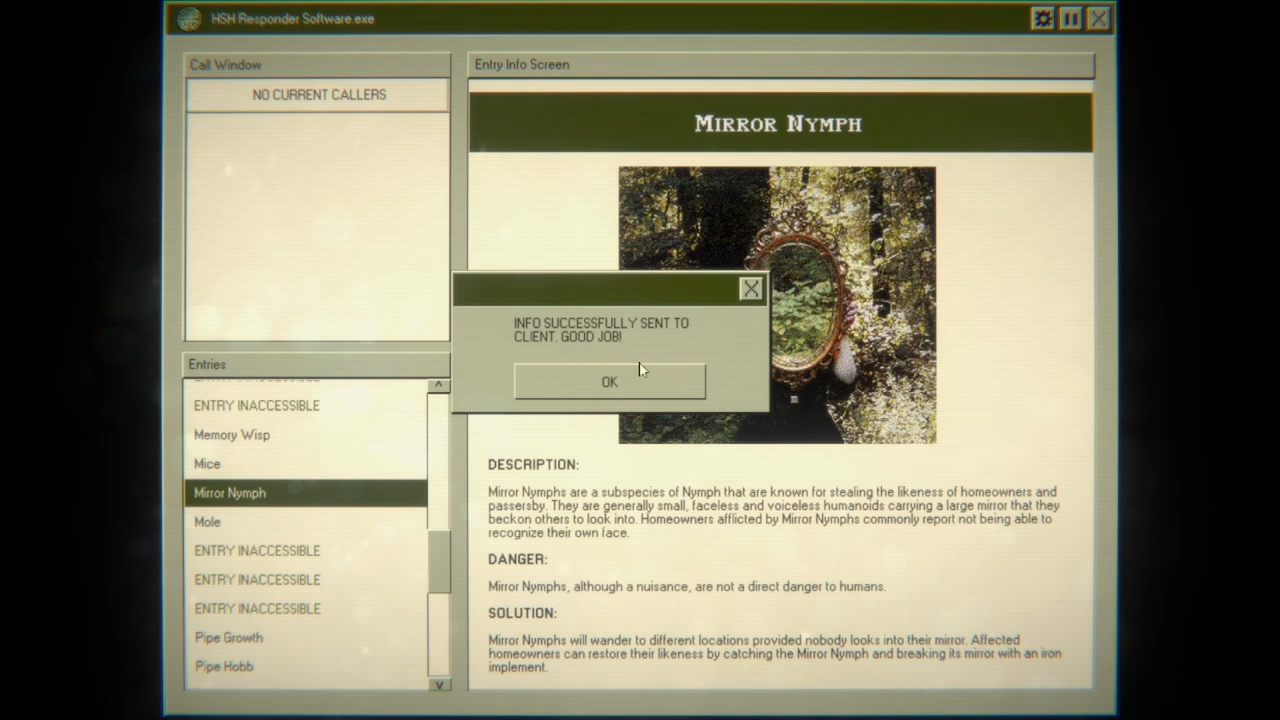 HSH Responder Software.exe
Call Window
NO CURRENT CALLERS
Entries
ENTRY INACCESSIBLE
ENTRY INACCESSIBLE
Memory Wisp
Mice
Mirror Nymph
Mole
ENTRY INACCESSIBLE
ENTRY INACCESSIBLE
ENTRY INACCESSIBLE
Pipe Growth
Pipe Hobb
Entry Info Screen
MIRROR NYMPH
INFO SUCCESSFULLY SENT TO
CLIENT. GOOD JOB!
OK
DESCRIPTION:
Mirror Nymphs are a subspecies of Nymph that are known for stealing the likeness of homeowners and
passersby. They are generally small, faceless and voiceless humanoids carrying a large mirror that they
beckon others to look into. Homeowners afflicted by Mirror Nymphs commonly report not being able to
recognize their own face.
DANGER:
Mirror Nymphs, although a nuisance, are not a direct danger to humans.
SOLUTION:
Mirror Nymphs will wander to different locations provided nobody looks into their mirror. Affected
homeowners can restore their likeness by catching the Mirror Nymph and breaking its mirror with an iron
implement.